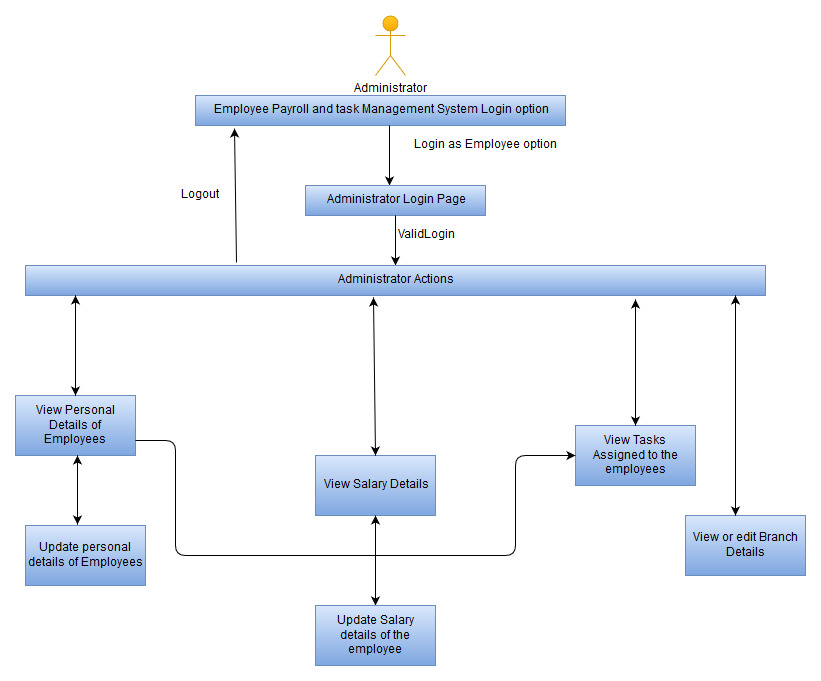 Administrator
Employee Payroll and task Management System Login option
Login as Employee option
Logout
Administrator Login Page
ValidLogin
Administrator Actions
View Personal
Details of
Employees
View Tasks
Assigned to the
employees
View Salary Details
Update personal
details of Employees
View or edit Branch
Details
Update Salary
details of the
employee